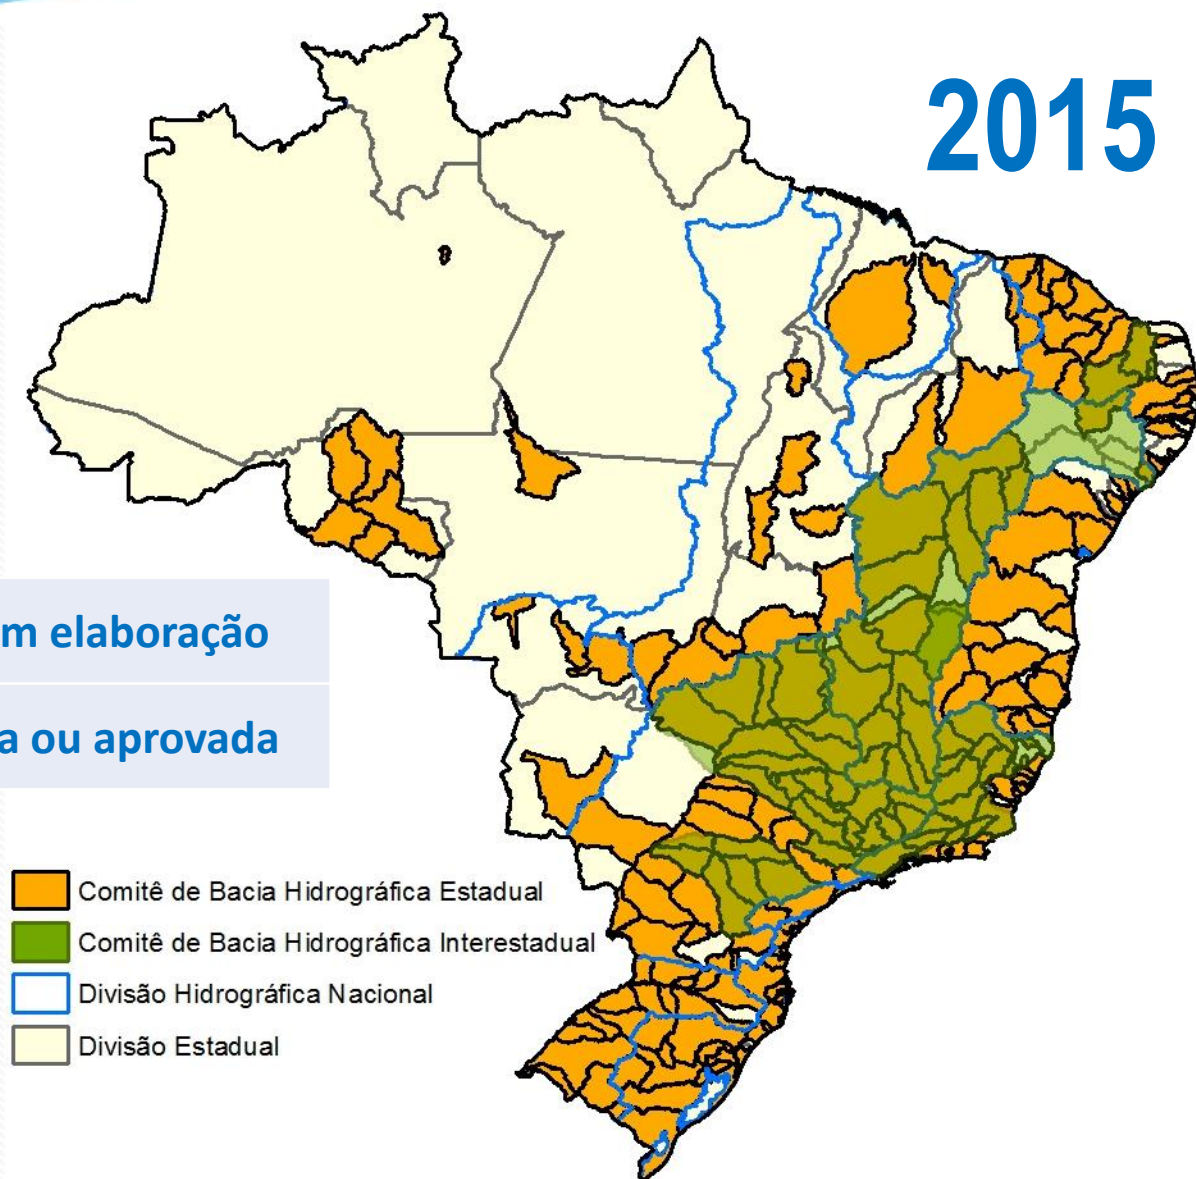 2015
m elaboração
a ou aprovada
Comitê de Bacia Hidrográfica Estadual
Comitê de Bacia Hidrográfica Interestadual
Divisão Hidrográfica Nacional
Divisão Estadual